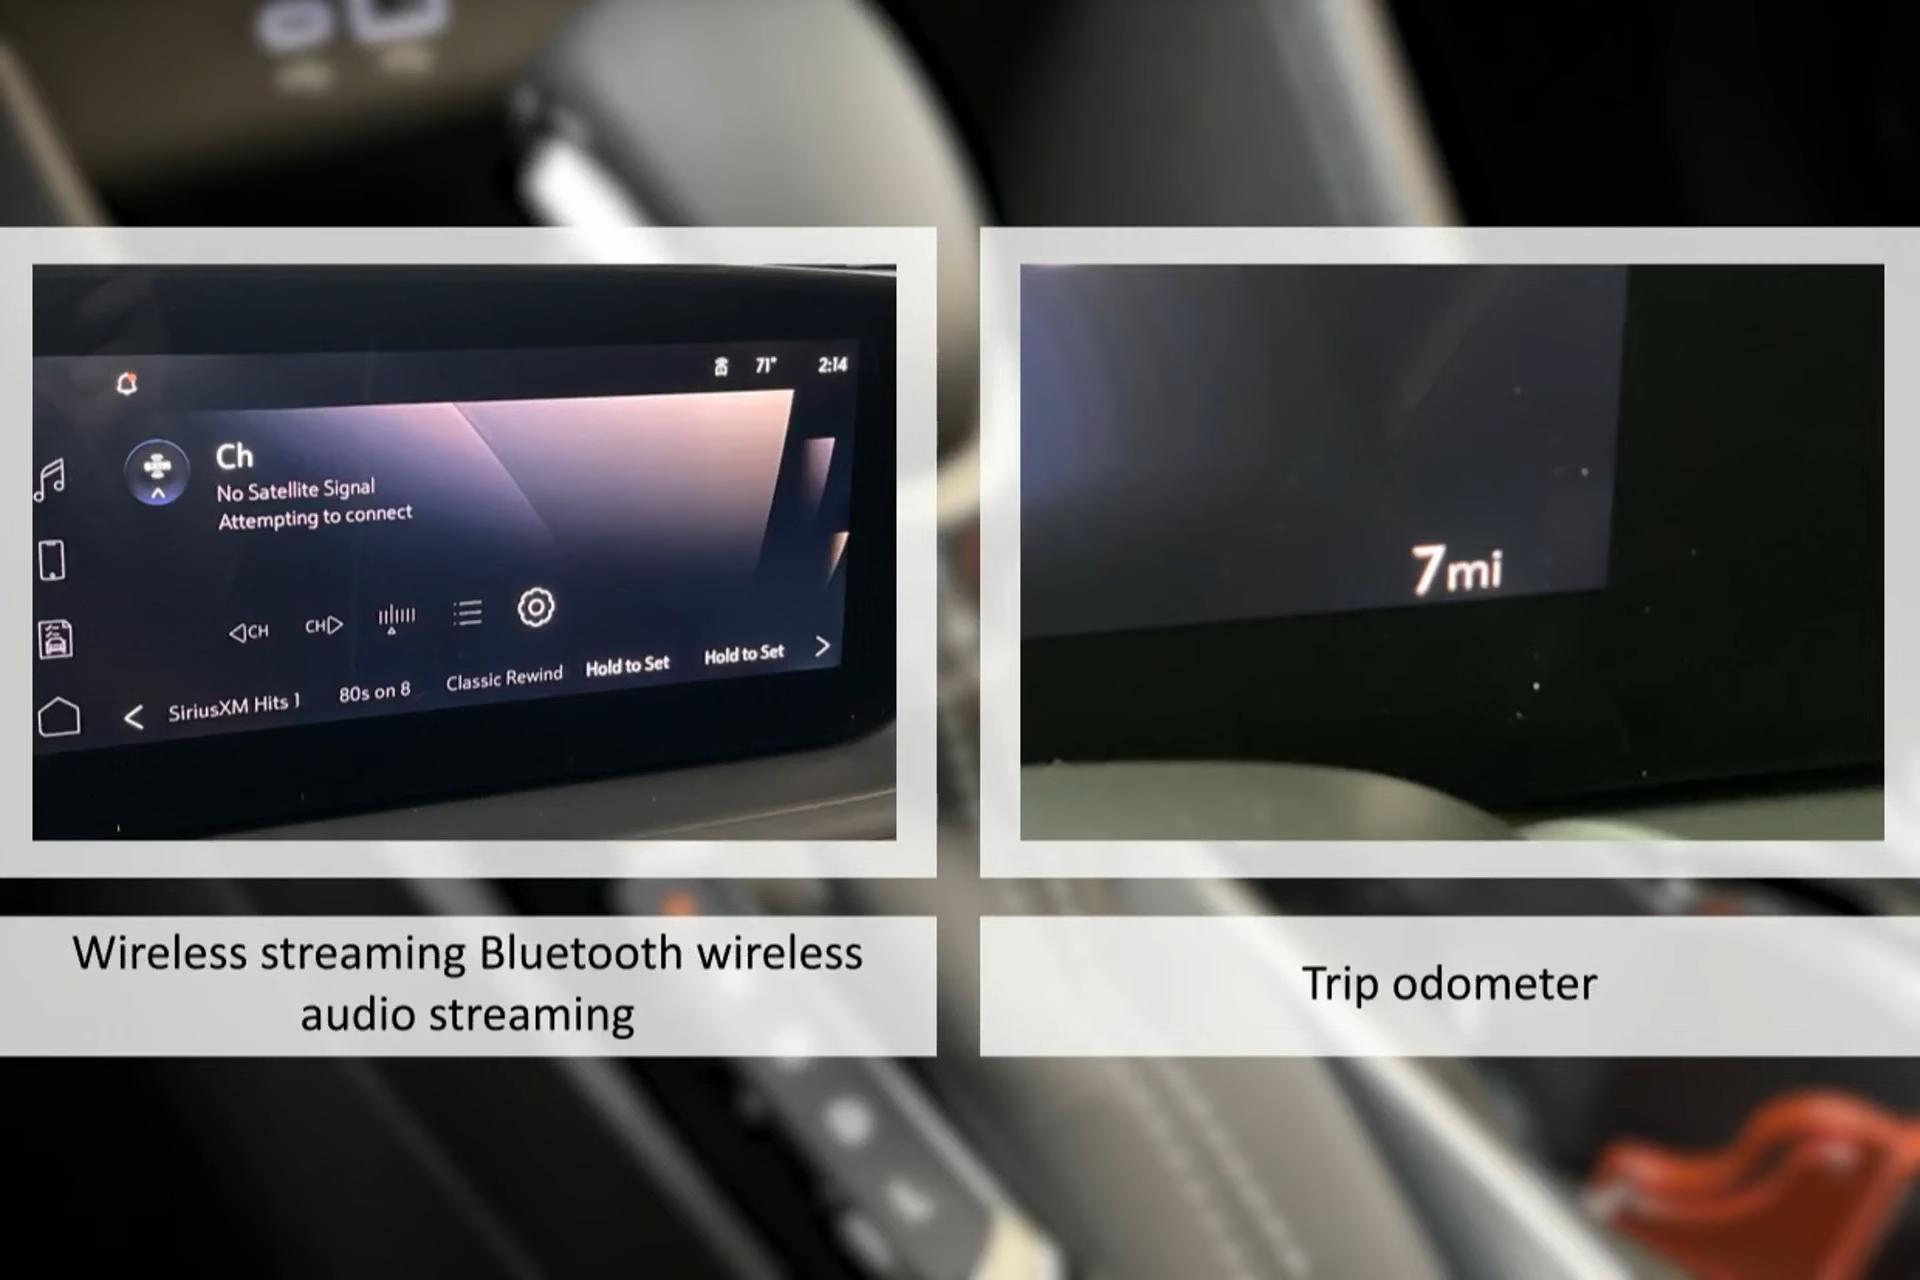 71°
2:14
Ch
No Satellite Signal
Attempting to connect
CH
CH
SiriusXM Hits 1
80s on 8
Classic Rewind
Hold to Set
Hold to Set
7mi
Wireless streaming Bluetooth wireless
audio streaming
Trip odometer